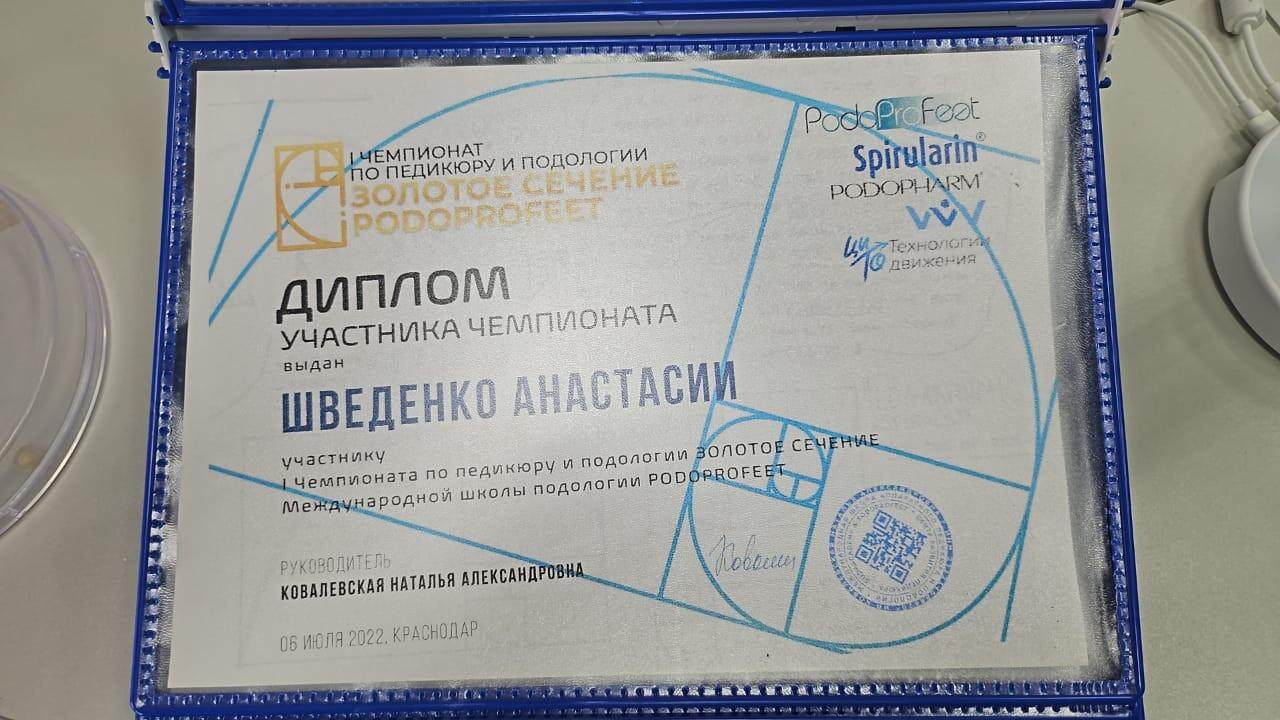 I ЧЕМПИОНАТ
ПО ПЕДИКЮРУ И ПОДОЛОГИИ
ЗОЛОТОЕ СЕЧЕНИЕ
PODOPROFEET
PodoProFeet
Spirularin®
PODOPHARM
ЦИТО Технологии
движения
ДИПЛОМ
УЧАСТНИКА ЧЕМПИОНАТА
выдан
ШВЕДЕНКО АНАСТАСИИ
участнику
I Чемпионата по педикюру и подологии ЗОЛОТОЕ СЕЧЕНИЕ
Международной школы подологии PODOPROFEET
РУКОВОДИТЕЛЬ
КОВАЛЕВСКАЯ НАТАЛЬЯ АЛЕКСАНДРОВНА
06 ИЮЛЯ 2022, КРАСНОДАР